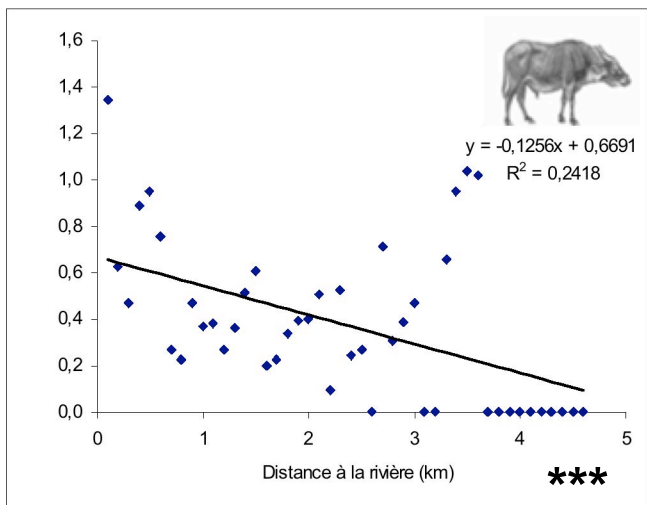 1,6
1,4
1,2
1,0
0,8
0,6
0,4
0,2
0,0
y = -0,1256x + 0,6691
R² = 0,2418
0 1 2 3 4 5
Distance à la rivière (km)
***